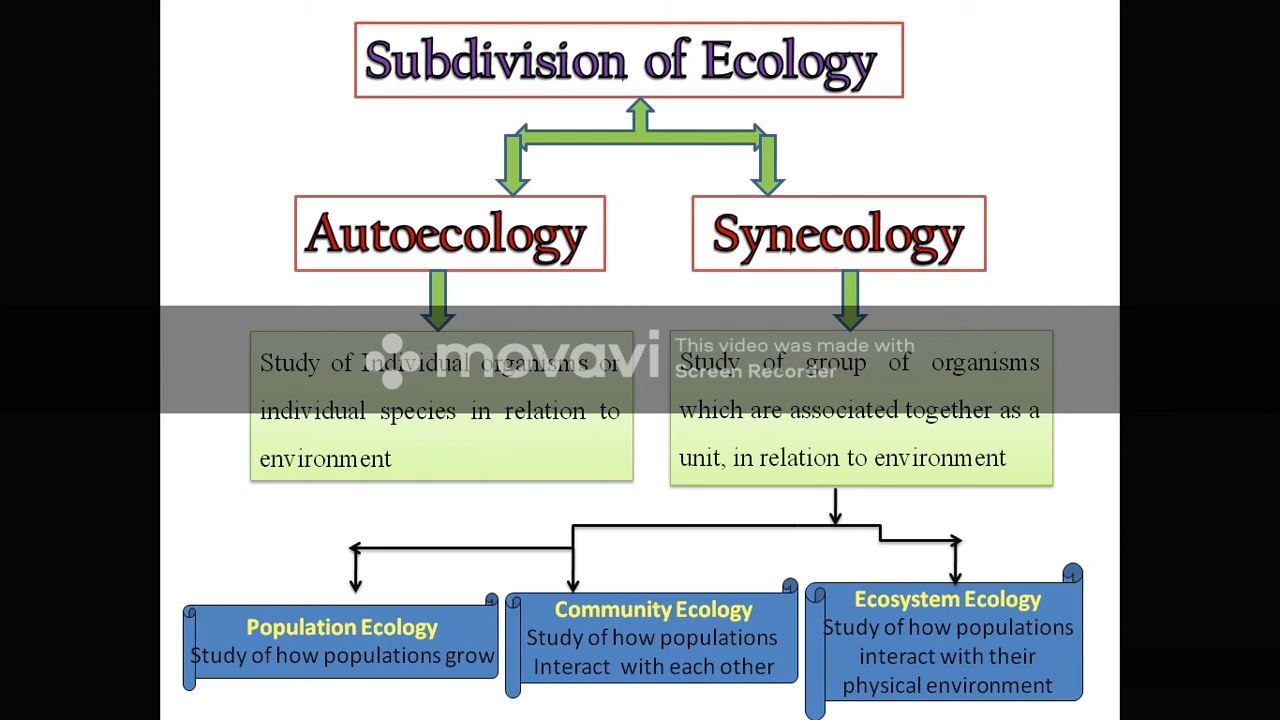 Subdivision of Ecology
Autoecology
Synecology
Study of Individual organisms or
individual species in relation to
environment
Study of group of organisms
which are associated together as a
unit, in relation to environment
movavi
This video was made with
Screen Recorder
Population Ecology
Study of how populations grow
Community Ecology
Study of how populations
Interact with each other
Ecosystem Ecology
Study of how populations
interact with their
physical environment